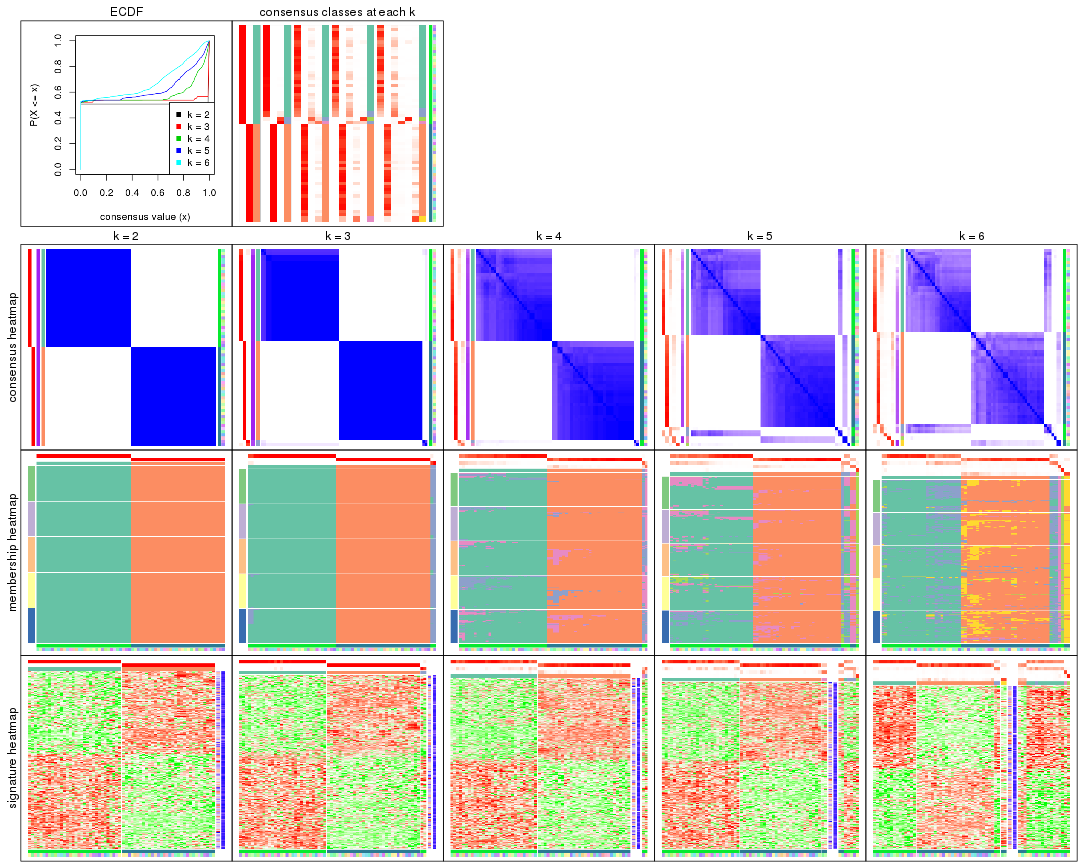 ECDF
consensus classes at each k
P(X <= x)
0.0 0.2 0.4 0.6 0.8 1.0
k = 2
k = 3
k = 4
k = 5
k = 6
0.0 0.2 0.4 0.6 0.8 1.0
consensus value (x)
k = 2
k = 3
k = 4
k = 5
k = 6
consensus heatmap
membership heatmap
signature heatmap